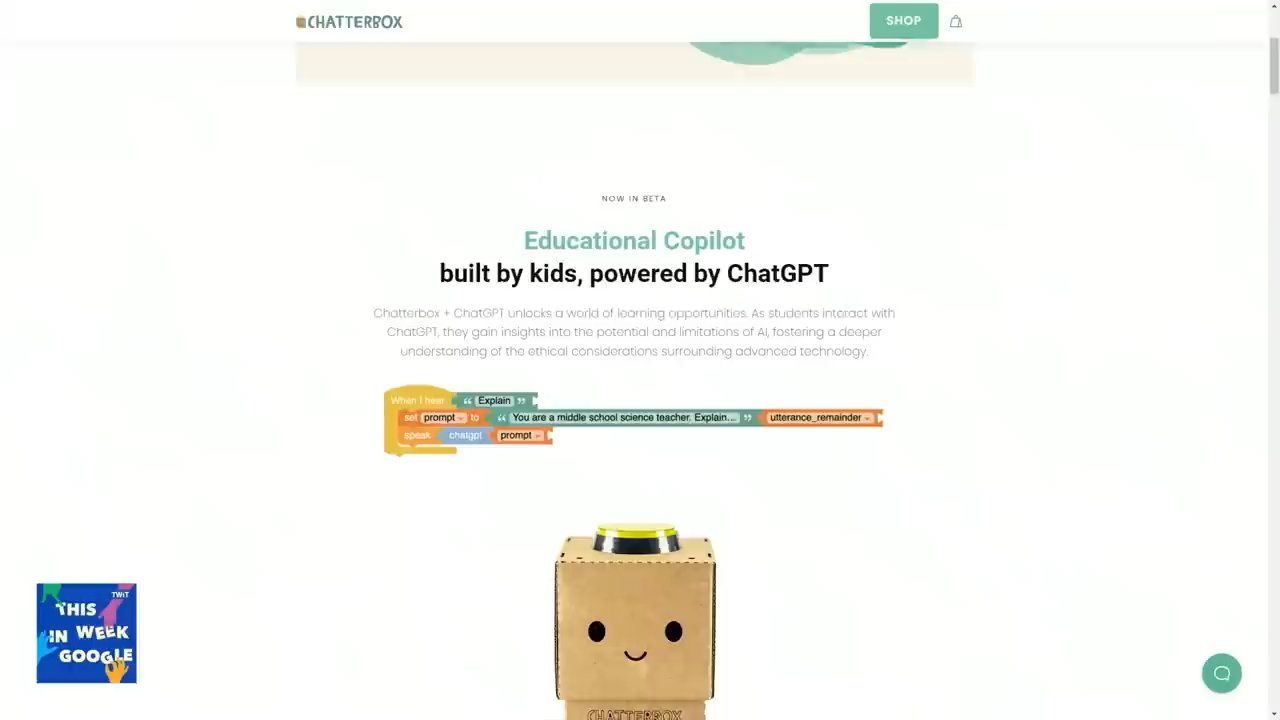 CHATTERBOX
SHOP
NOW IN BETA
Educational Copilot
built by kids, powered by ChatGPT
Chatterbox + ChatGPT unlocks a world of learning opportunities. As students interact with
ChatGPT, they gain insights into the potential and limitations of AI, fostering a deeper
understanding of the ethical considerations surrounding advanced technology.
When I hear “ Explain ”
set prompt to “ You are a middle school science teacher. Explain... ” utterance_remainder
speak chatgpt prompt
TWiT
THIS
IN WEEK
GOOGLE
CHATTERBOX